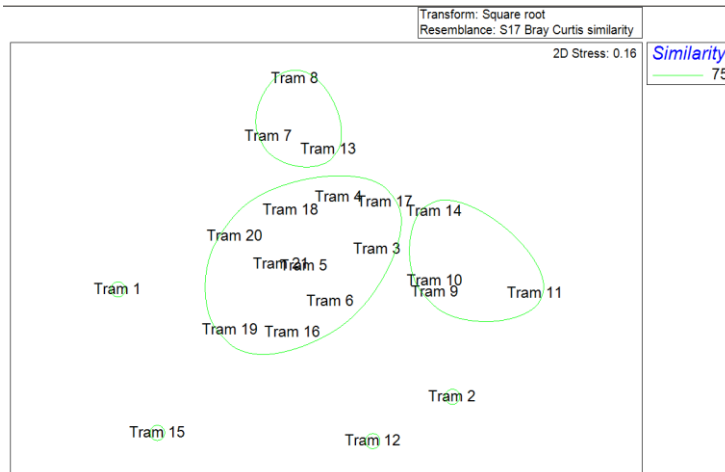 Transform: Square root
Resemblance: S17 Bray Curtis similarity
2D Stress: 0.16
Similarity
75
Tram 8
Tram 7
Tram 13
Tram 4
Tram 17
Tram 18
Tram 14
Tram 20
Tram 3
Tram 21
Tram 5
Tram 10
Tram 1
Tram 9
Tram 11
Tram 6
Tram 19
Tram 16
Tram 2
Tram 15
Tram 12